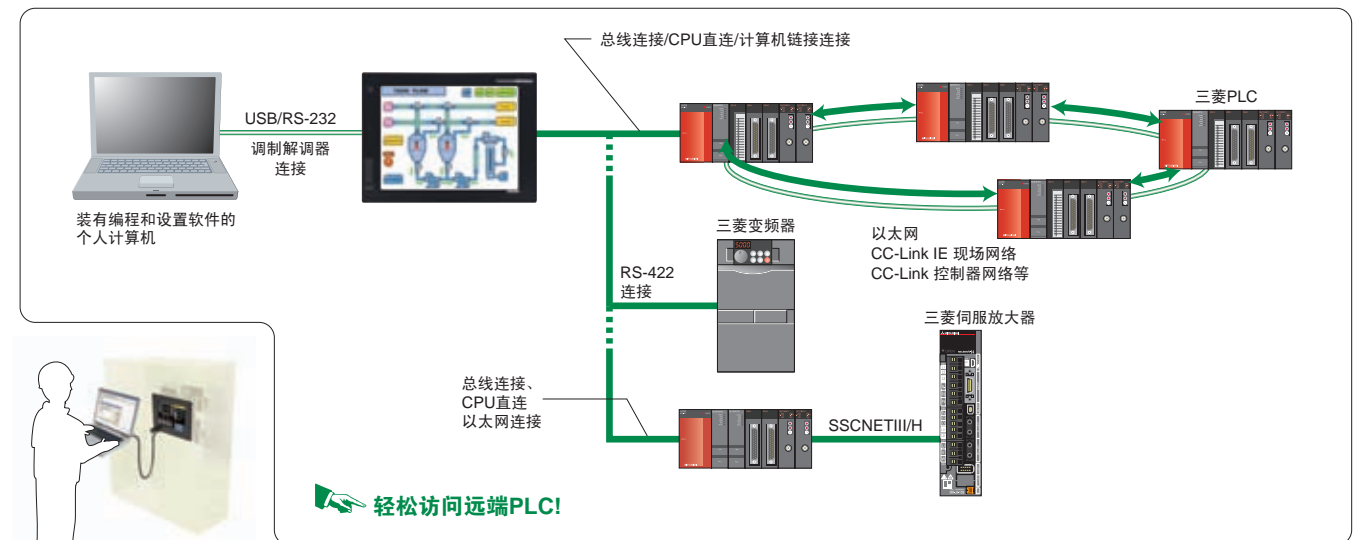 总线连接/CPU直连/计算机链接连接
三菱PLC
USB/RS-232
调制解调器
连接
装有编程和设置软件的
个人计算机
三菱变频器
以太网
CC-Link IE 现场网络
CC-Link 控制器网络等
RS-422
连接
三菱伺服放大器
总线连接、
CPU直连
以太网连接
SSCNETIII/H
轻松访问远端PLC!